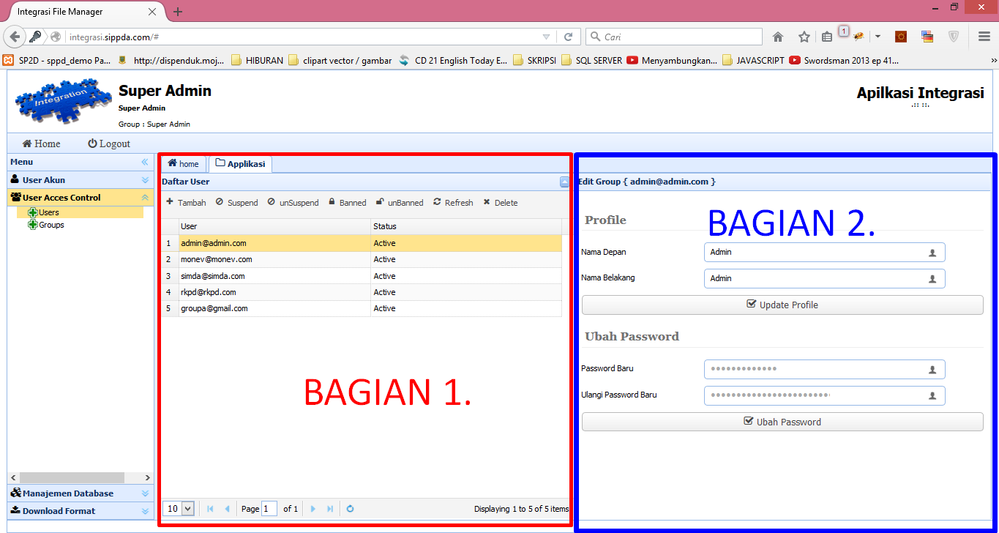 Integrasi File Manager
integrasi.sippda.com/#
Cari
1
SP2D - sppd_demo Pa...
http://dispenduk.moj...
HIBURAN
clipart vector / gambar
CD 21 English Today E...
SKRIPSI
SQL SERVER
Menyambungkan...
JAVASCRIPT
Swordsman 2013 ep 41...
Integration
Super Admin
Super Admin
Group : Super Admin
Apilkasi Integrasi
.:: ::.
Home
Logout
Menu
User Akun
User Acces Control
Users
Groups
Manajemen Database
Download Format
home
Applikasi
Daftar User
Tambah
Suspend
unSuspend
Banned
unBanned
Refresh
Delete
User Status
1 admin@admin.com Active
2 monev@monev.com Active
3 simda@simda.com Active
4 rkpd@rkpd.com Active
5 groupa@gmail.com Active
BAGIAN 1.
10 Page 1 of 1 Displaying 1 to 5 of 5 items
Edit Group { admin@admin.com }
BAGIAN 2.
Profile
Nama Depan Admin
Nama Belakang Admin
Update Profile
Ubah Password
Password Baru
Ulangi Password Baru
Ubah Password